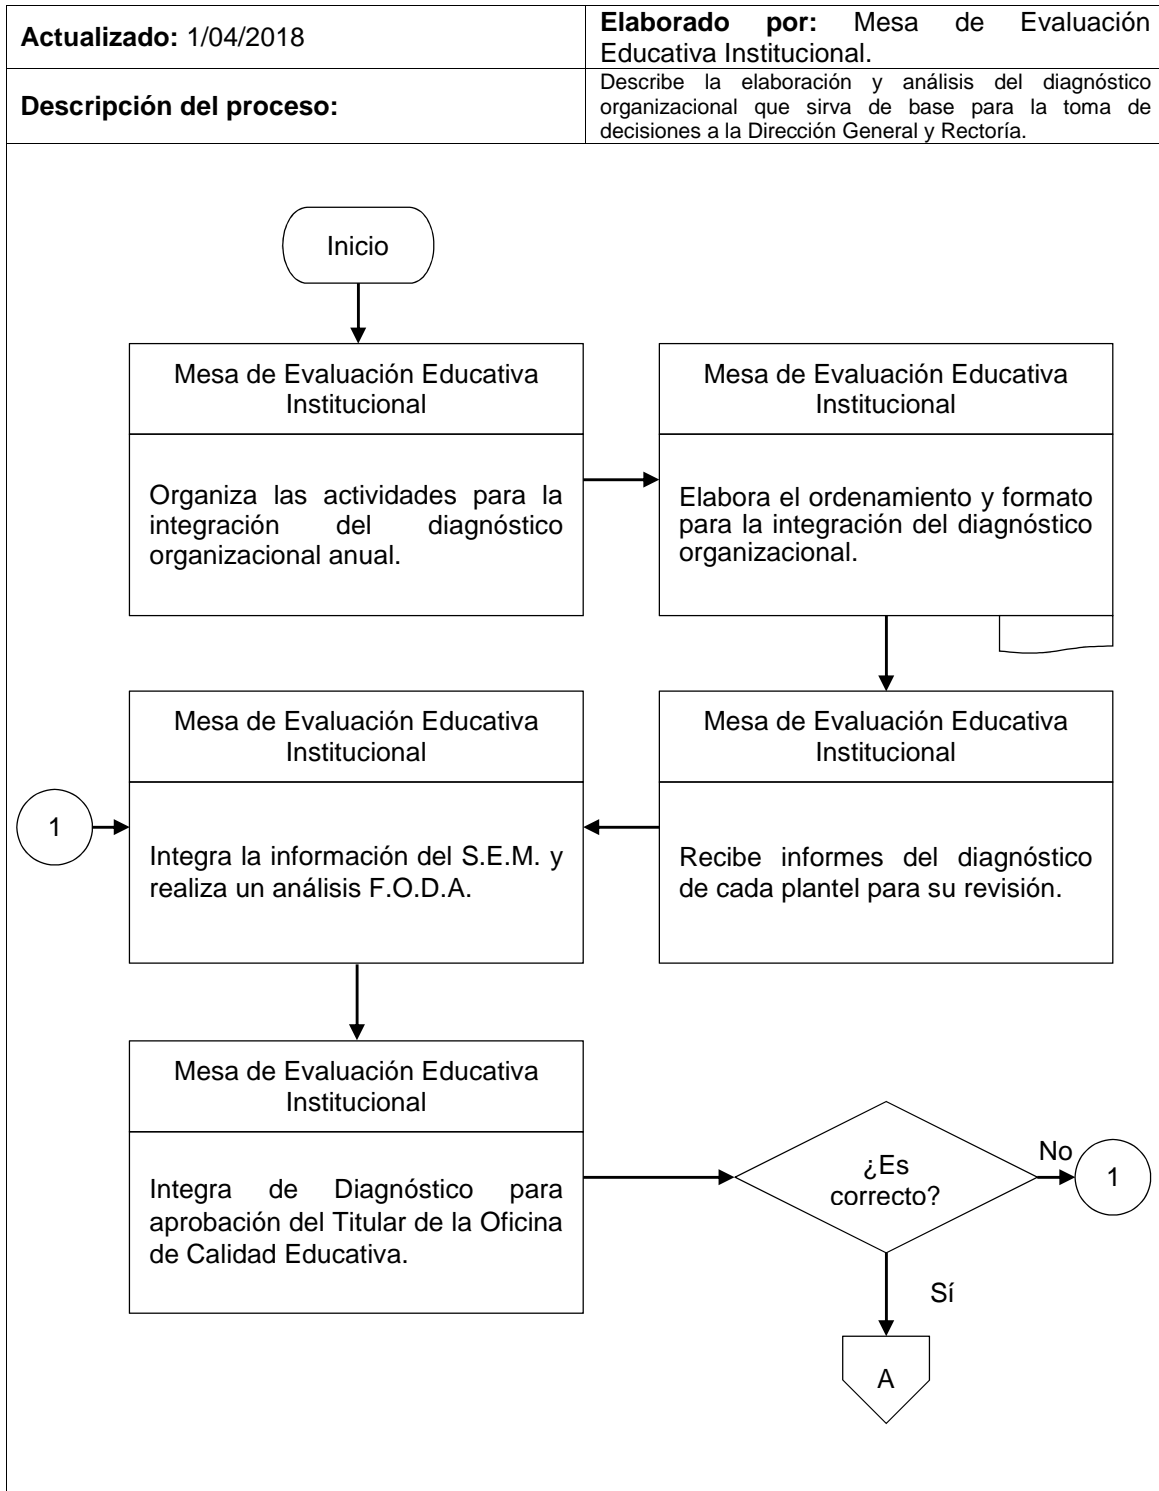 Actualizado: 1/04/2018
Elaborado por: Mesa de Evaluación
Educativa Institucional.
Descripción del proceso:
Describe la elaboración y análisis del diagnóstico
organizacional que sirva de base para la toma de
decisiones a la Dirección General y Rectoría.
Inicio
Mesa de Evaluación Educativa
Institucional
Organiza las actividades para la
integración del diagnóstico
organizacional anual.
Mesa de Evaluación Educativa
Institucional
Elabora el ordenamiento y formato
para la integración del diagnóstico
organizacional.
Mesa de Evaluación Educativa
Institucional
Recibe informes del diagnóstico
de cada plantel para su revisión.
Mesa de Evaluación Educativa
Institucional
1
Integra la información del S.E.M. y
realiza un análisis F.O.D.A.
Mesa de Evaluación Educativa
Institucional
Integra de Diagnóstico para
aprobación del Titular de la Oficina
de Calidad Educativa.
¿Es
correcto?
No
1
Sí
A